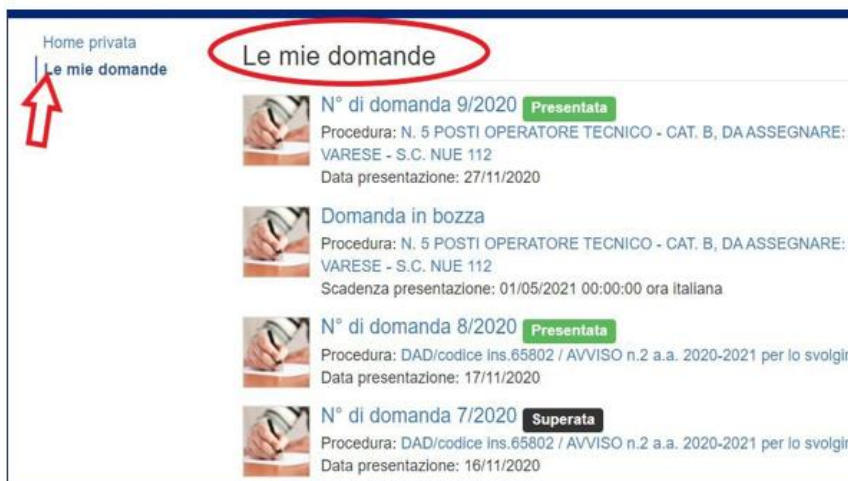 Home privata
Le mie domande
Le mie domande
N° di domanda 9/2020 Presentata
Procedura: N. 5 POSTI OPERATORE TECNICO - CAT. B, DA ASSEGNARE:
VARESE - S.C. NUE 112
Data presentazione: 27/11/2020
Domanda in bozza
Procedura: N. 5 POSTI OPERATORE TECNICO - CAT. B, DA ASSEGNARE:
VARESE - S.C. NUE 112
Scadenza presentazione: 01/05/2021 00:00:00 ora italiana
N° di domanda 8/2020 Presentata
Procedura: DAD/codice ins.65802 / AVVISO n.2 a.a. 2020-2021 per lo svolgir
Data presentazione: 17/11/2020
N° di domanda 7/2020 Superata
Procedura: DAD/codice ins.65802 / AVVISO n.2 a.a. 2020-2021 per lo svolgir
Data presentazione: 16/11/2020